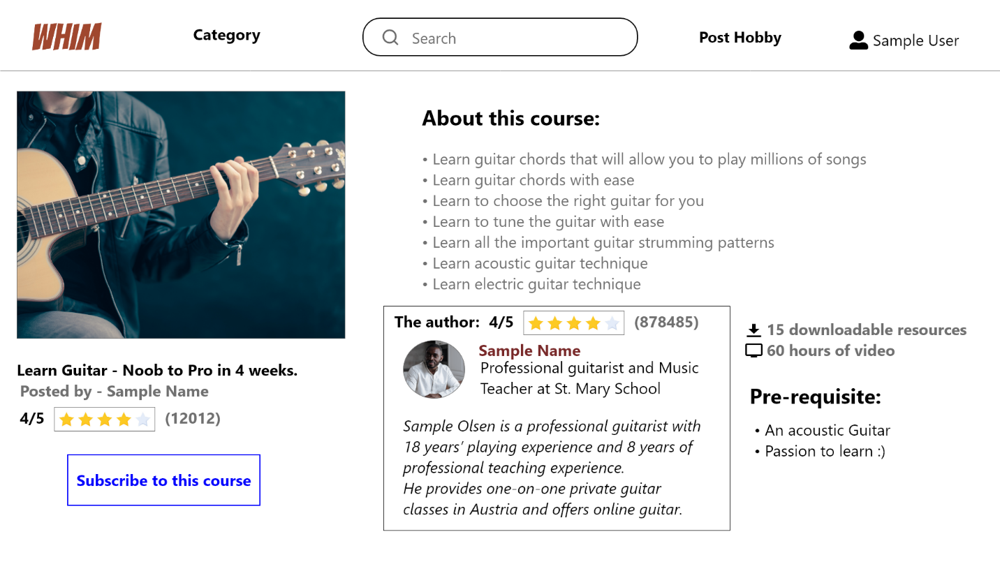 WHIM
Category
Search
Post Hobby
Sample User
About this course:
• Learn guitar chords that will allow you to play millions of songs
• Learn guitar chords with ease
• Learn to choose the right guitar for you
• Learn to tune the guitar with ease
• Learn all the important guitar strumming patterns
• Learn acoustic guitar technique
• Learn electric guitar technique
Learn Guitar - Noob to Pro in 4 weeks.
Posted by - Sample Name
4/5 (12012)
Subscribe to this course
The author: 4/5 (878485)
Sample Name
Professional guitarist and Music
Teacher at St. Mary School
Sample Olsen is a professional guitarist with
18 years’ playing experience and 8 years of
professional teaching experience.
He provides one-on-one private guitar
classes in Austria and offers online guitar.
15 downloadable resources
60 hours of video
Pre-requisite:
• An acoustic Guitar
• Passion to learn :)